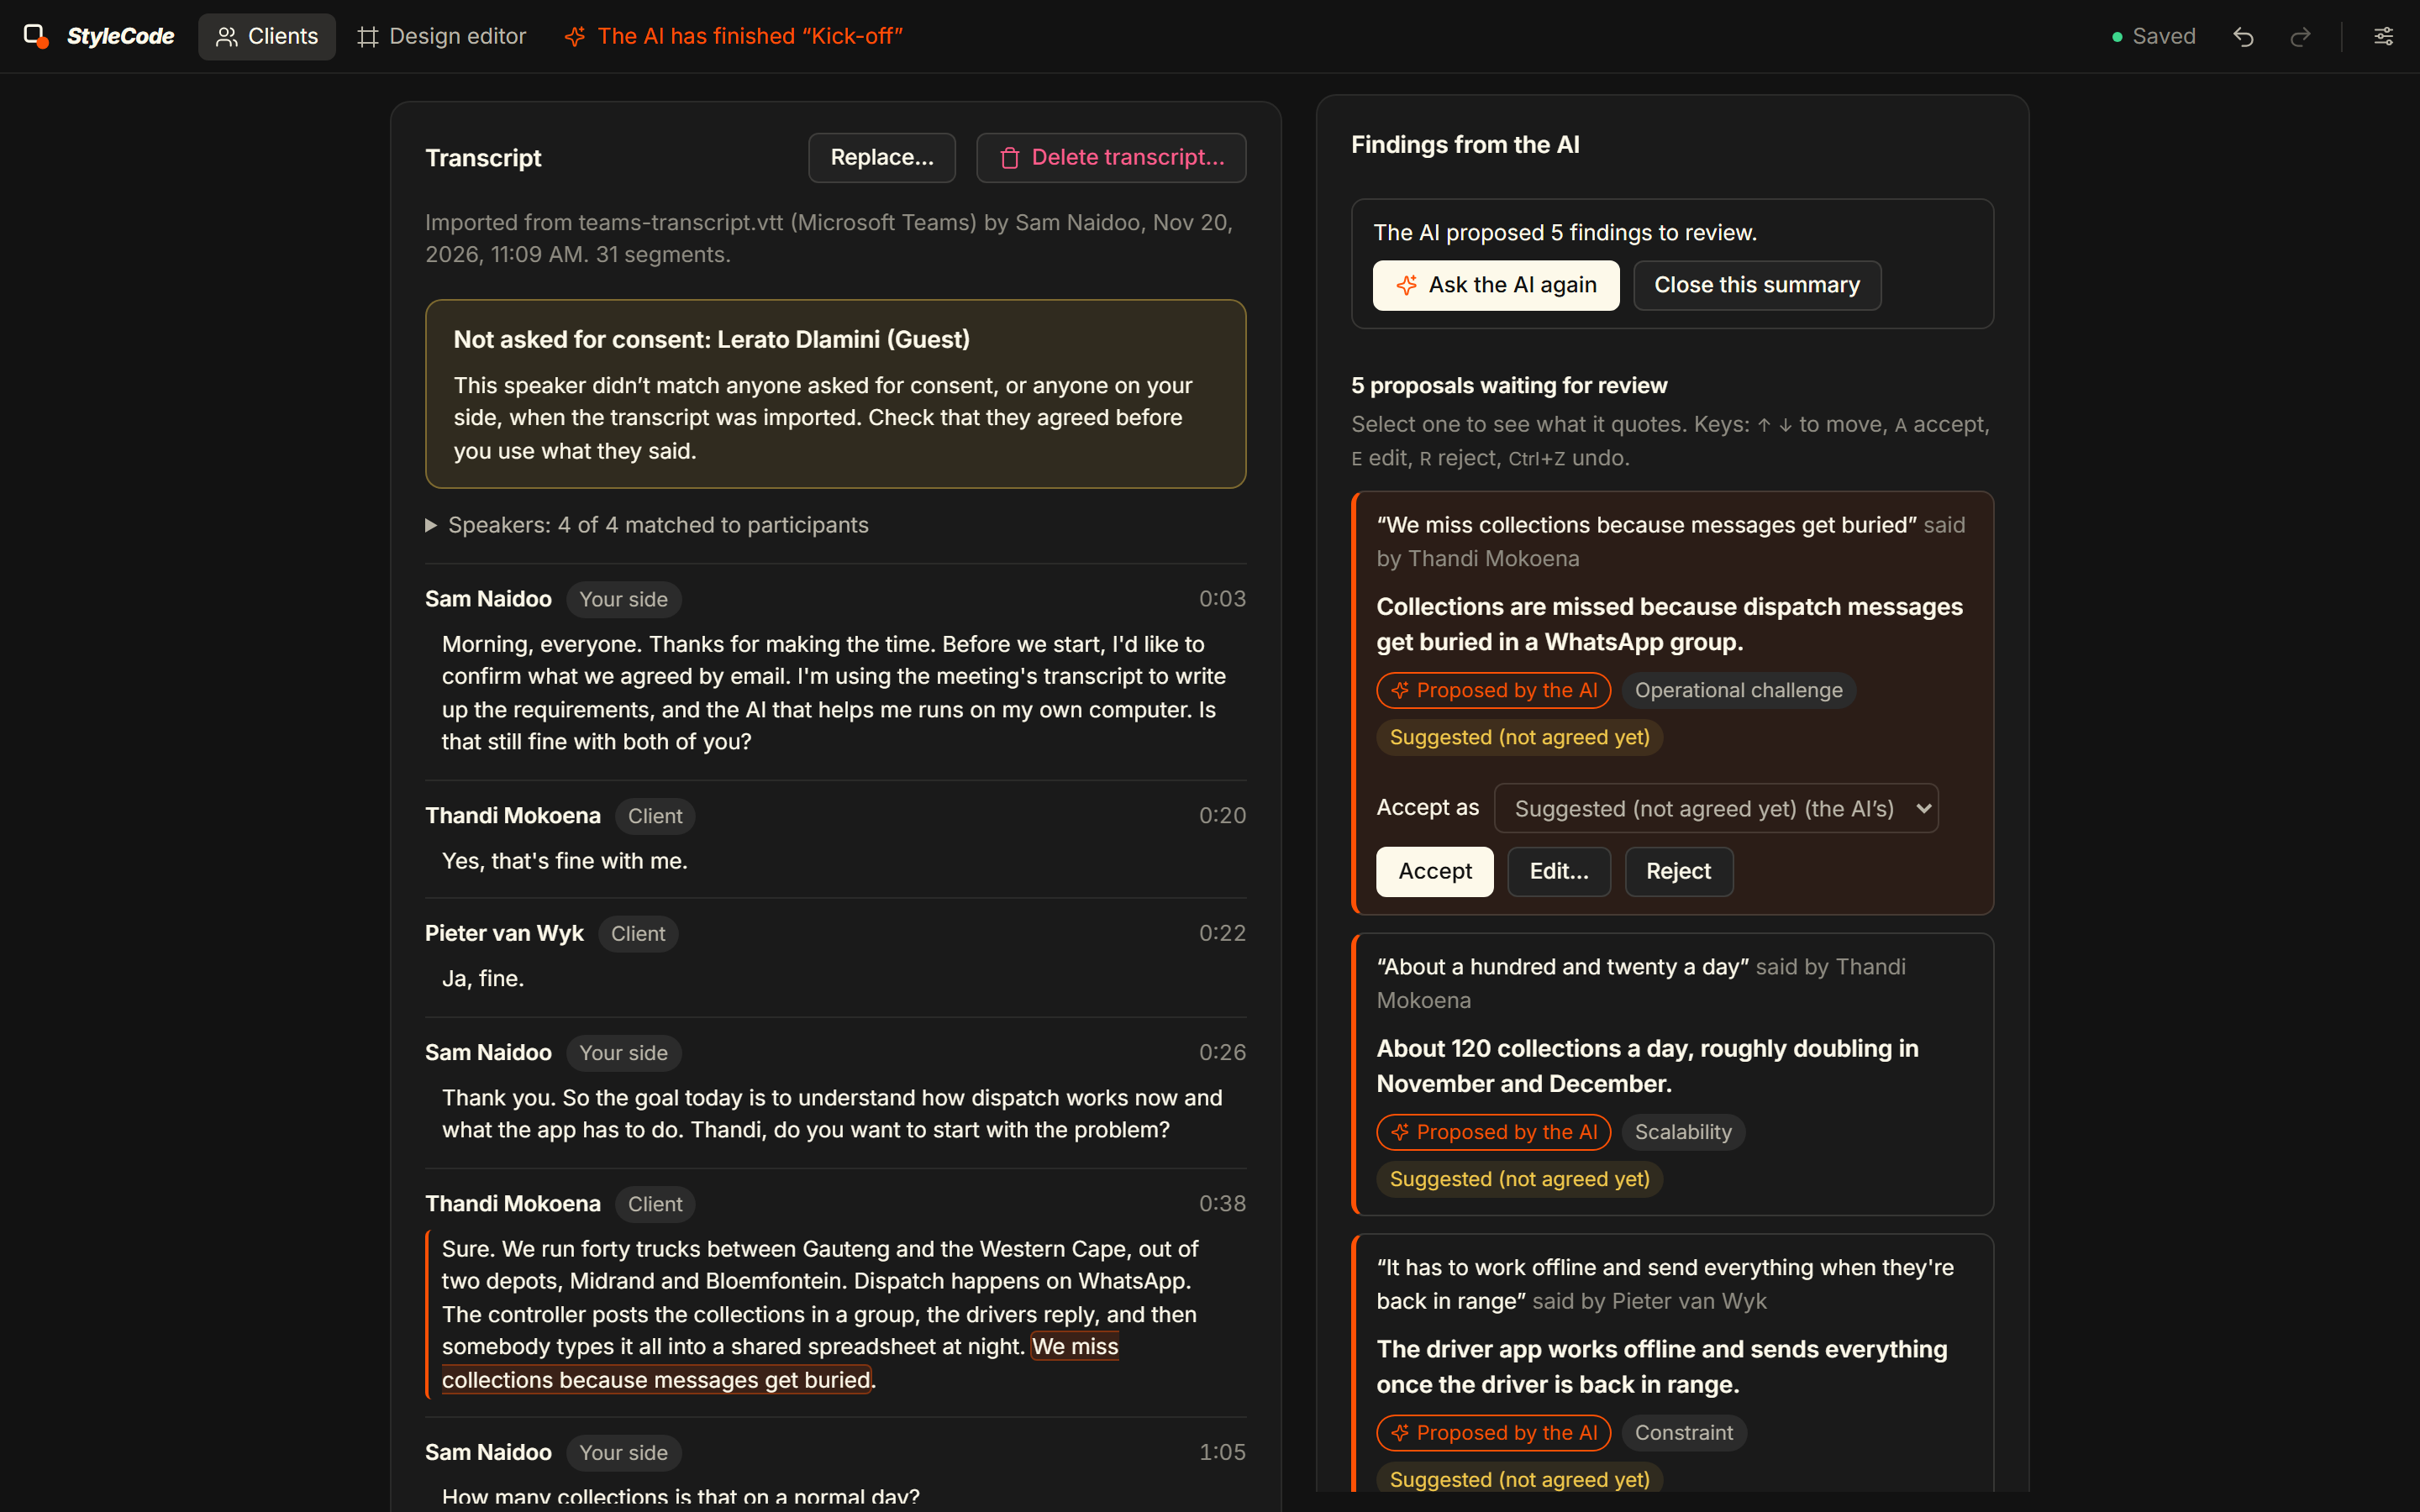 StyleCode
Clients
Design editor
The AI has finished “Kick-off”
Saved
Transcript
Replace…
Delete transcript…
Imported from teams-transcript.vtt (Microsoft Teams) by Sam Naidoo, Nov 20,
2026, 11:09 AM. 31 segments.
Not asked for consent: Lerato Dlamini (Guest)
This speaker didn’t match anyone asked for consent, or anyone on your
side, when the transcript was imported. Check that they agreed before
you use what they said.
Speakers: 4 of 4 matched to participants
Sam Naidoo Your side 0:03
Morning, everyone. Thanks for making the time. Before we start, I'd like to
confirm what we agreed by email. I'm using the meeting's transcript to write
up the requirements, and the AI that helps me runs on my own computer. Is
that still fine with both of you?
Thandi Mokoena Client 0:20
Yes, that's fine with me.
Pieter van Wyk Client 0:22
Ja, fine.
Sam Naidoo Your side 0:26
Thank you. So the goal today is to understand how dispatch works now and
what the app has to do. Thandi, do you want to start with the problem?
Thandi Mokoena Client 0:38
Sure. We run forty trucks between Gauteng and the Western Cape, out of
two depots, Midrand and Bloemfontein. Dispatch happens on WhatsApp.
The controller posts the collections in a group, the drivers reply, and then
somebody types it all into a shared spreadsheet at night. We miss
collections because messages get buried.
Sam Naidoo Your side 1:05
How many collections is that on a normal day?
Findings from the AI
The AI proposed 5 findings to review.
Ask the AI again
Close this summary
5 proposals waiting for review
Select one to see what it quotes. Keys: ↑ ↓ to move, A accept,
E edit, R reject, Ctrl+Z undo.
“We miss collections because messages get buried” said
by Thandi Mokoena
Collections are missed because dispatch messages
get buried in a WhatsApp group.
Proposed by the AI Operational challenge
Suggested (not agreed yet)
Accept as Suggested (not agreed yet) (the AI’s)
Accept Edit… Reject
“About a hundred and twenty a day” said by Thandi
Mokoena
About 120 collections a day, roughly doubling in
November and December.
Proposed by the AI Scalability
Suggested (not agreed yet)
“It has to work offline and send everything when they're
back in range” said by Pieter van Wyk
The driver app works offline and sends everything
once the driver is back in range.
Proposed by the AI Constraint
Suggested (not agreed yet)